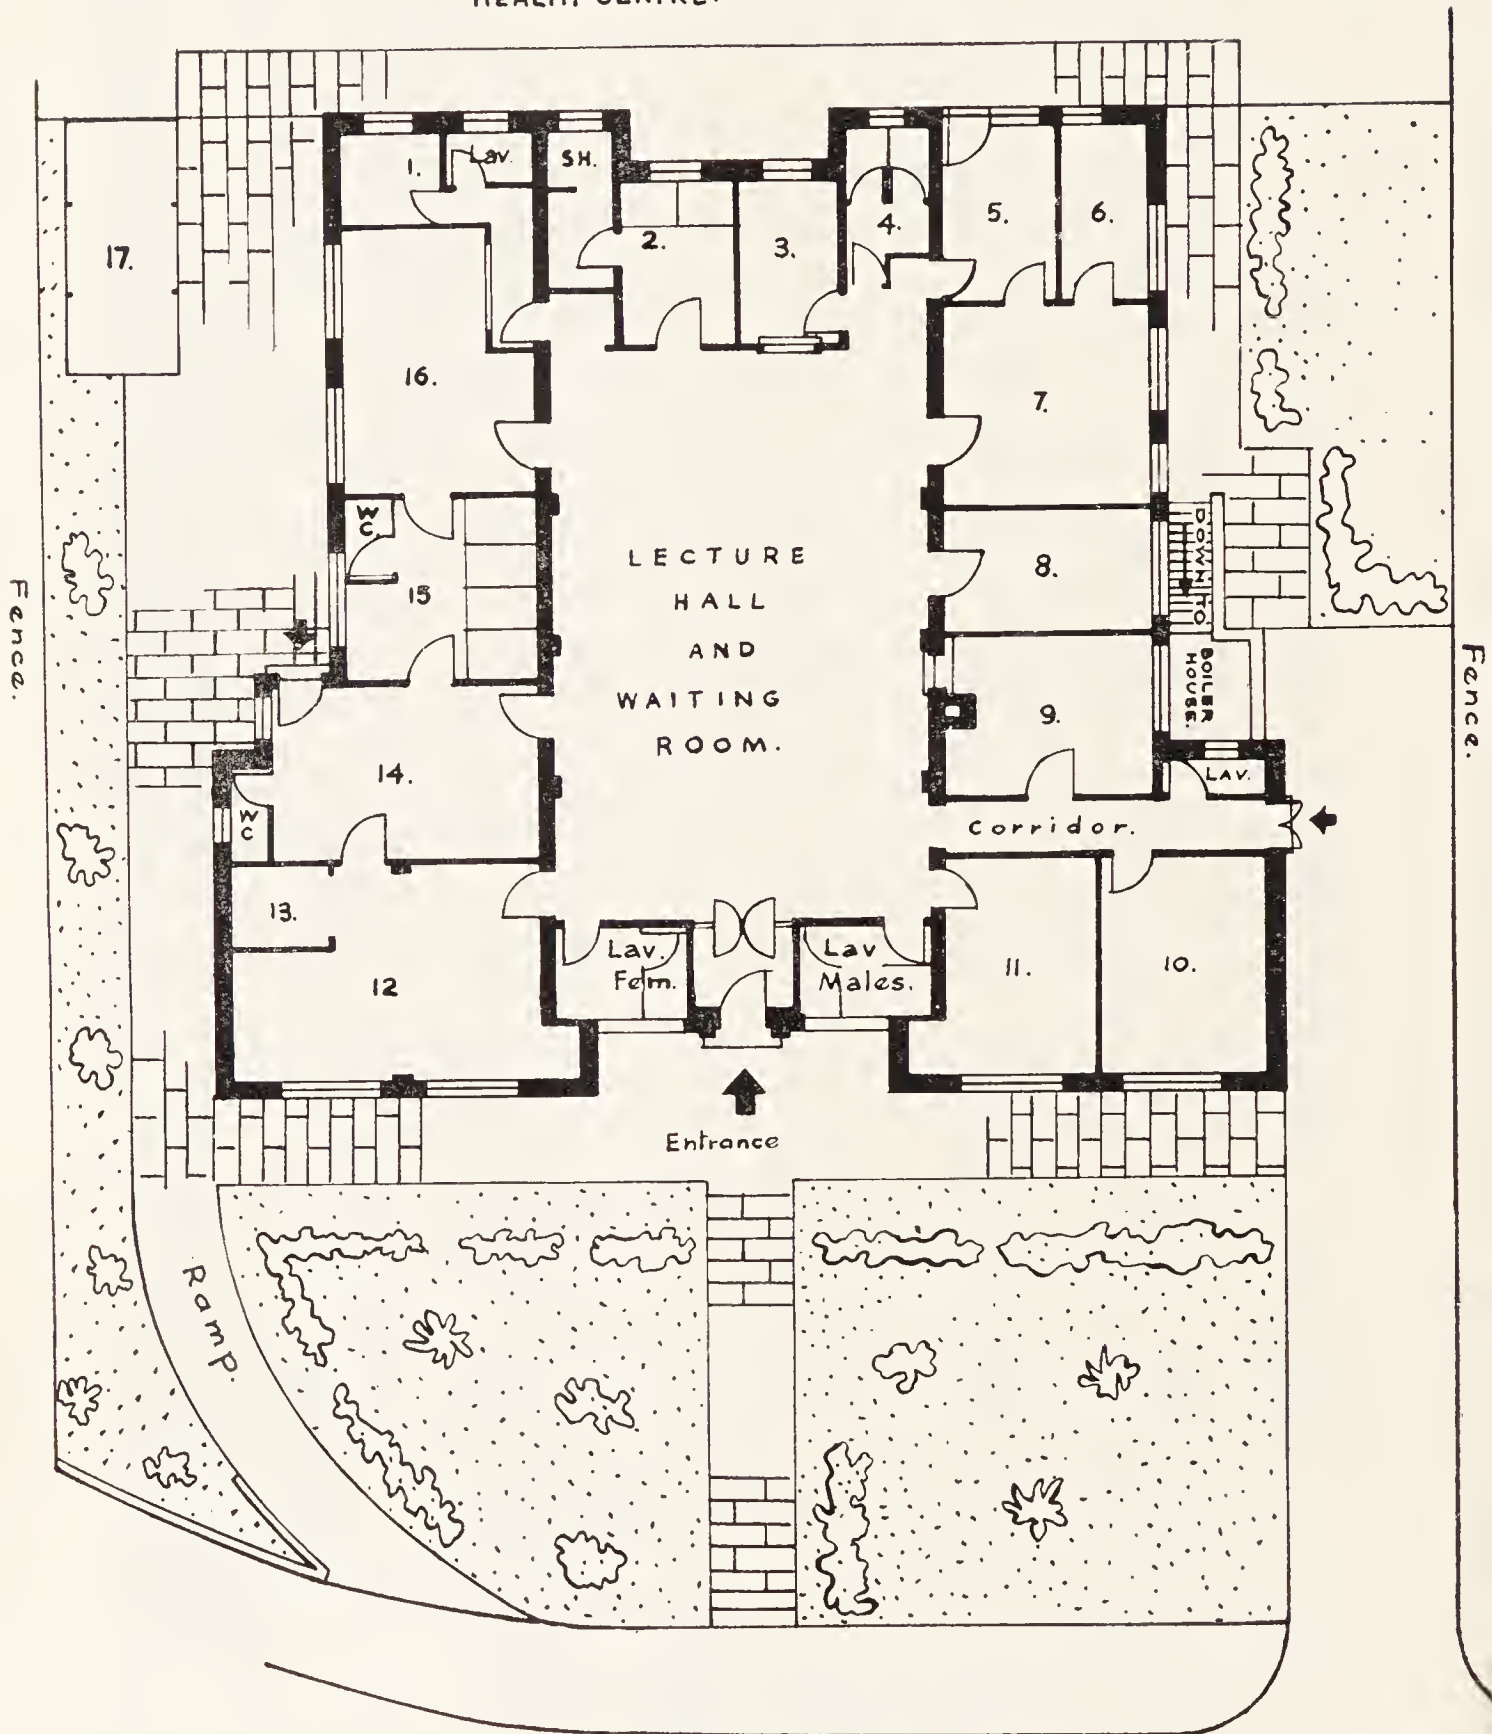 1.
Lav.
SH.
2.
3.
4.
5.
6.
17.
16.
7.
WC.
15
8.
DOWN TO
BOILER
HOUSE.
LECTURE
HALL
AND
WAITING
ROOM.
Fence.
Fence.
9.
14.
LAV.
WC
Corridor.
13.
12
Lav.
Fem.
Lav
Males.
11.
10.
Entrance
Ramp.